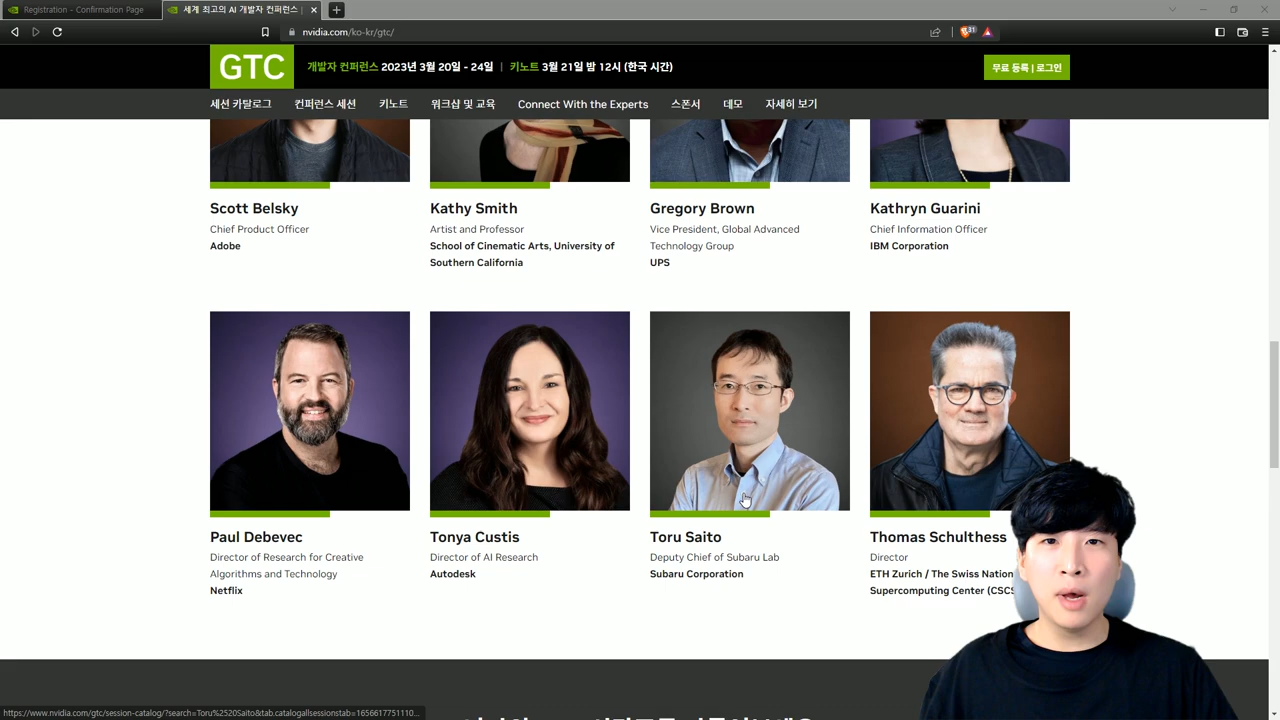 Registration - Confirmation Page
세계 최고의 AI 개발자 컨퍼런스 |
nvidia.com/ko-kr/gtc/
31
GTC
개발자 컨퍼런스 2023년 3월 20일 - 24일 | 키노트 3월 21일 밤 12시 (한국 시간)
무료 등록 | 로그인
세션 카탈로그 컨퍼런스 세션 키노트 워크샵 및 교육 Connect With the Experts 스폰서 데모 자세히 보기
Scott Belsky
Chief Product Officer
Adobe
Kathy Smith
Artist and Professor
School of Cinematic Arts, University of
Southern California
Gregory Brown
Vice President, Global Advanced
Technology Group
UPS
Kathryn Guarini
Chief Information Officer
IBM Corporation
Paul Debevec
Director of Research for Creative
Algorithms and Technology
Netflix
Tonya Custis
Director of AI Research
Autodesk
Toru Saito
Deputy Chief of Subaru Lab
Subaru Corporation
Thomas Schulthess
Director
ETH Zurich / The Swiss Nation
Supercomputing Center (CSCS
https://www.nvidia.com/gtc/session-catalog/?search=Toru%2520Saito&tab.catalogallsessionstab=1656617751110...